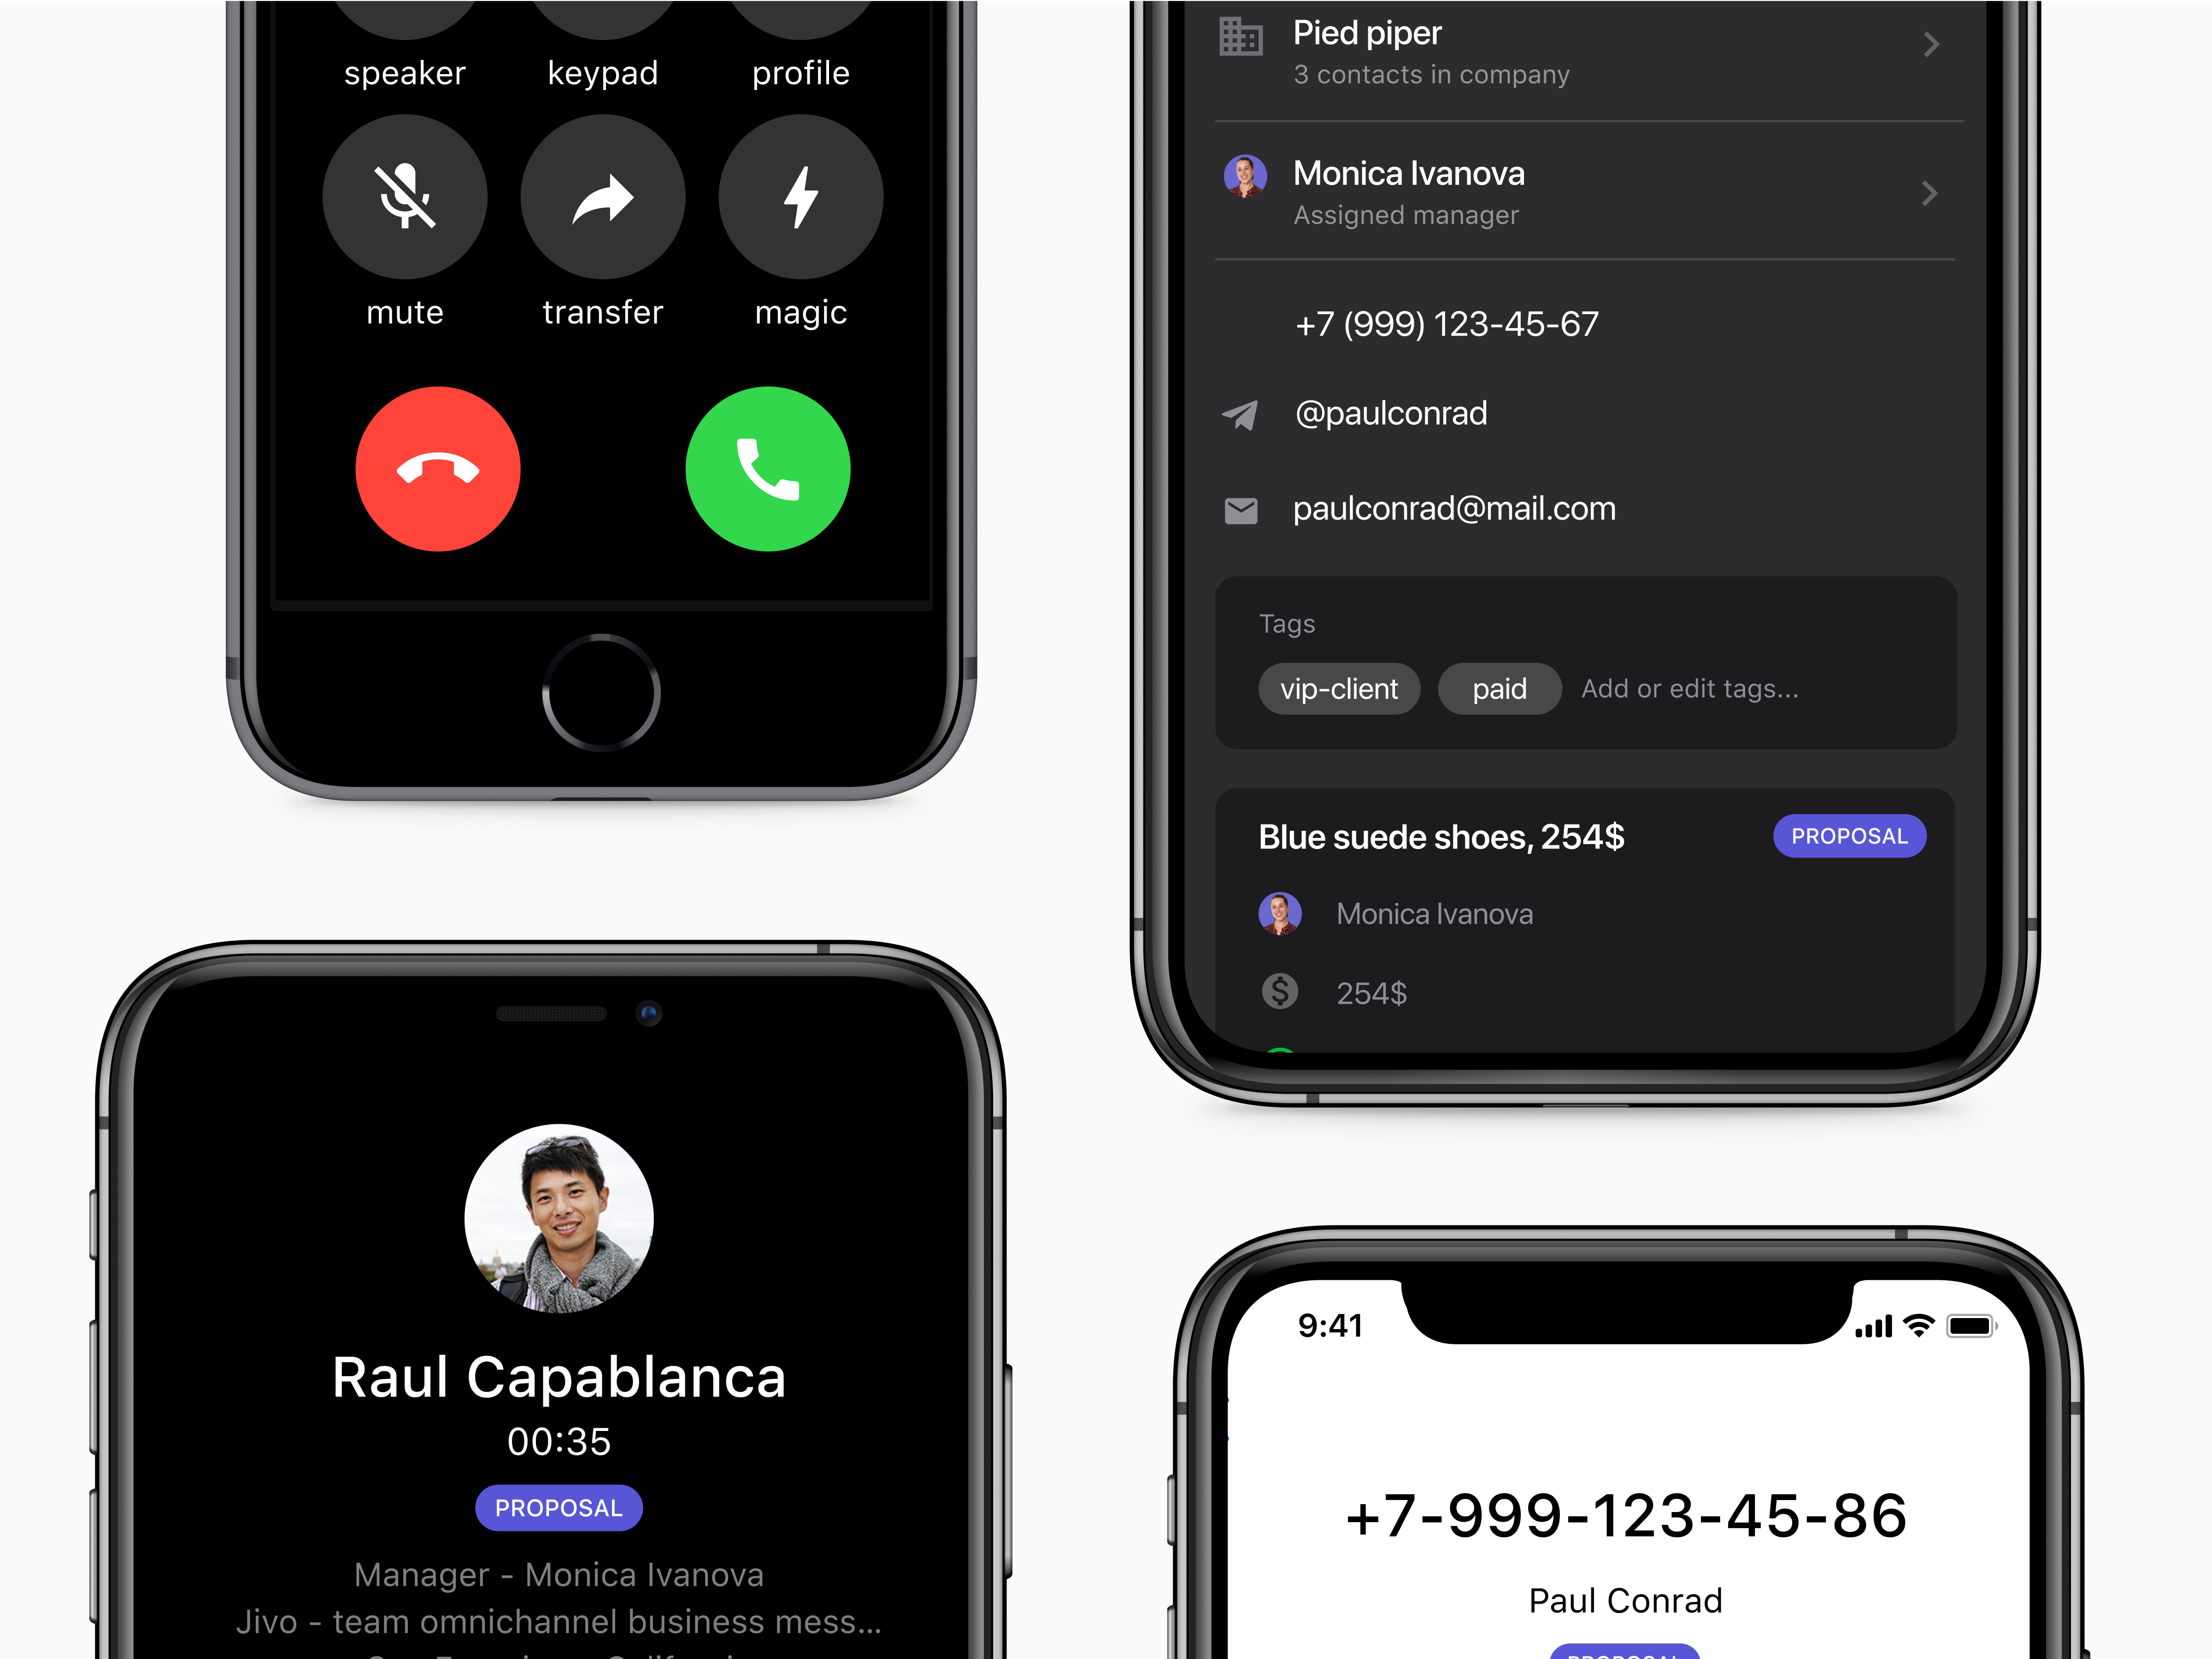 speaker
keypad
profile
mute
transfer
magic
Pied piper
3 contacts in company
Monica Ivanova
Assigned manager
+7 (999) 123-45-67
@paulconrad
paulconrad@mail.com
Tags
vip-client
paid
Add or edit tags...
Blue suede shoes, 254$
PROPOSAL
Monica Ivanova
254$
Raul Capablanca
00:35
PROPOSAL
Manager - Monica Ivanova
Jivo - team omnichannel business mess...
9:41
+7-999-123-45-86
Paul Conrad
PROPOSAL